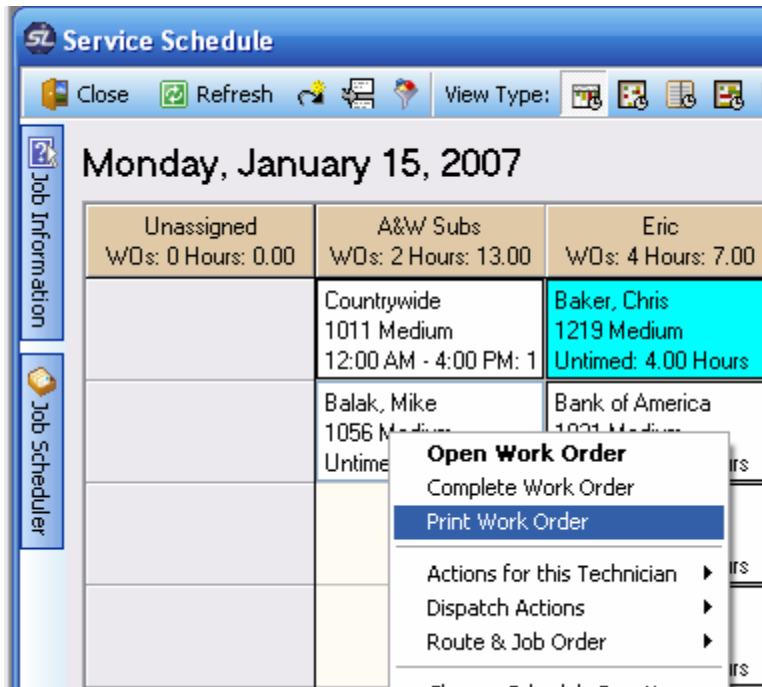 SL Service Schedule
Close Refresh View Type:
Job Information
Job Scheduler
Monday, January 15, 2007
Unassigned
WOs: 0 Hours: 0.00
A&W Subs
WOs: 2 Hours: 13.00
Eric
WOs: 4 Hours: 7.00
Countrywide
1011 Medium
12:00 AM - 4:00 PM: 1
Baker, Chris
1219 Medium
Untimed: 4.00 Hours
Balak, Mike
1056
Bank of America
Open Work Order
Complete Work Order
Print Work Order
Actions for this Technician
Dispatch Actions
Route & Job Order